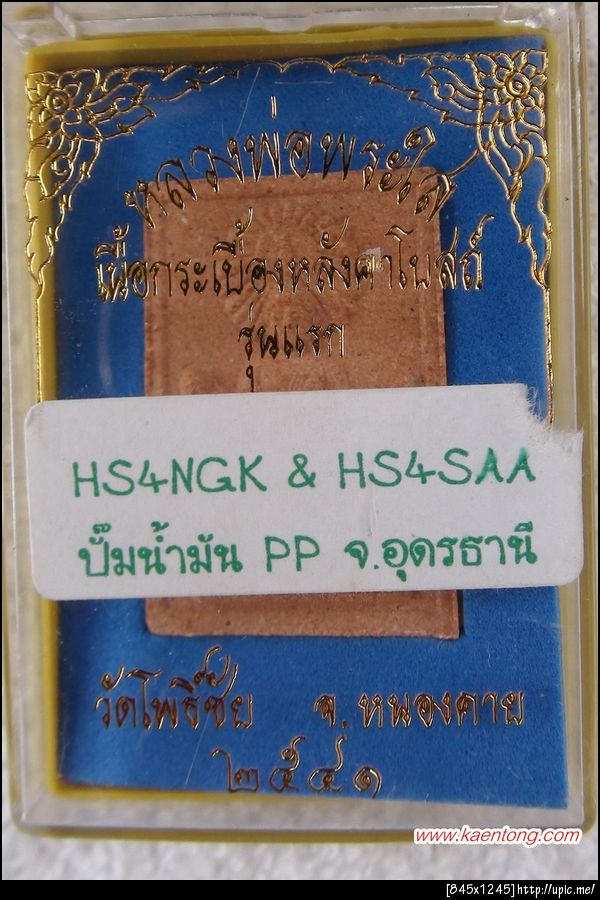 หลวงพ่อพระใส
เนื้อกระเบื้องหลังคาโบสถ์
รุ่นแรก
HS4NGK & HS4SAA
ปั๊มน้ำมัน PP จ.อุดรธานี
วัดโพธิ์ชัย จ.หนองคาย
๒๕๔๑
www.kaentong.com
[845x1245]http://upic.me/